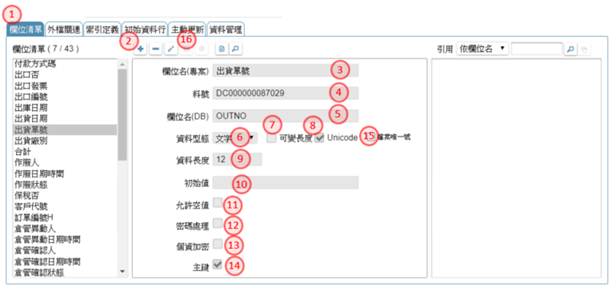 1
欄位清單 外檔關連 索引定義 初始資料行 主動更新 資料管理
2 16
欄位清單 ( 7 / 43 )
引用 依欄位名
付款方式碼
出口否
出口發票
出口編號
出庫日期
出貨日期
出貨單號
出貨廠別
合計
作廢人
作廢日期時間
作廢狀態
保稅否
客戶代號
訂單編號H
倉管異動人
倉管異動日期時間
倉管確認人
倉管確認日期時間
倉管確認狀態
欄位名(專案) 出貨單號 3
料號 DC000000087029 4
欄位名(DB) OUTNO 5
資料型態 文字 6 7 可變長度 8 Unicode 15 檔案唯一號
資料長度 12 9
初始值 10
允許空值 11
密碼處理 12
個資加密 13
主鍵 14